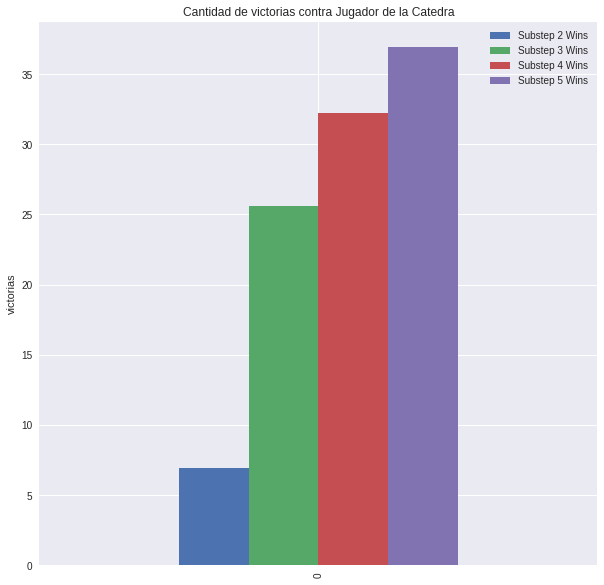 Cantidad de victorias contra Jugador de la Catedra
Substep 2 Wins
Substep 3 Wins
Substep 4 Wins
Substep 5 Wins
victorias
35
30
25
20
15
10
5
0
0